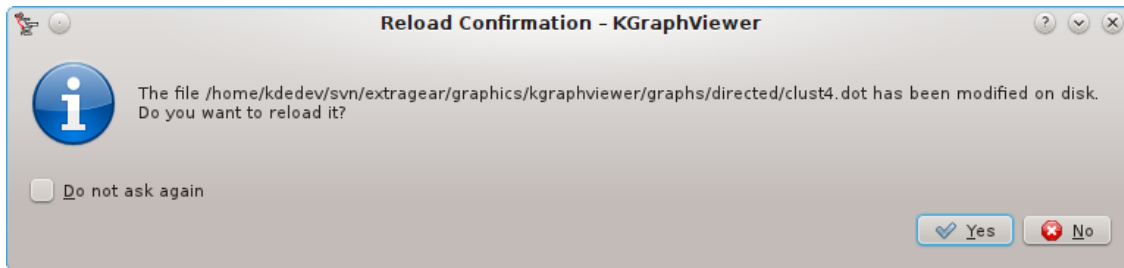 Reload Confirmation – KGraphViewer
The file /home/kdedev/svn/extragear/graphics/kgraphviewer/graphs/directed/clust4.dot has been modified on disk.
Do you want to reload it?
Do not ask again
Yes No